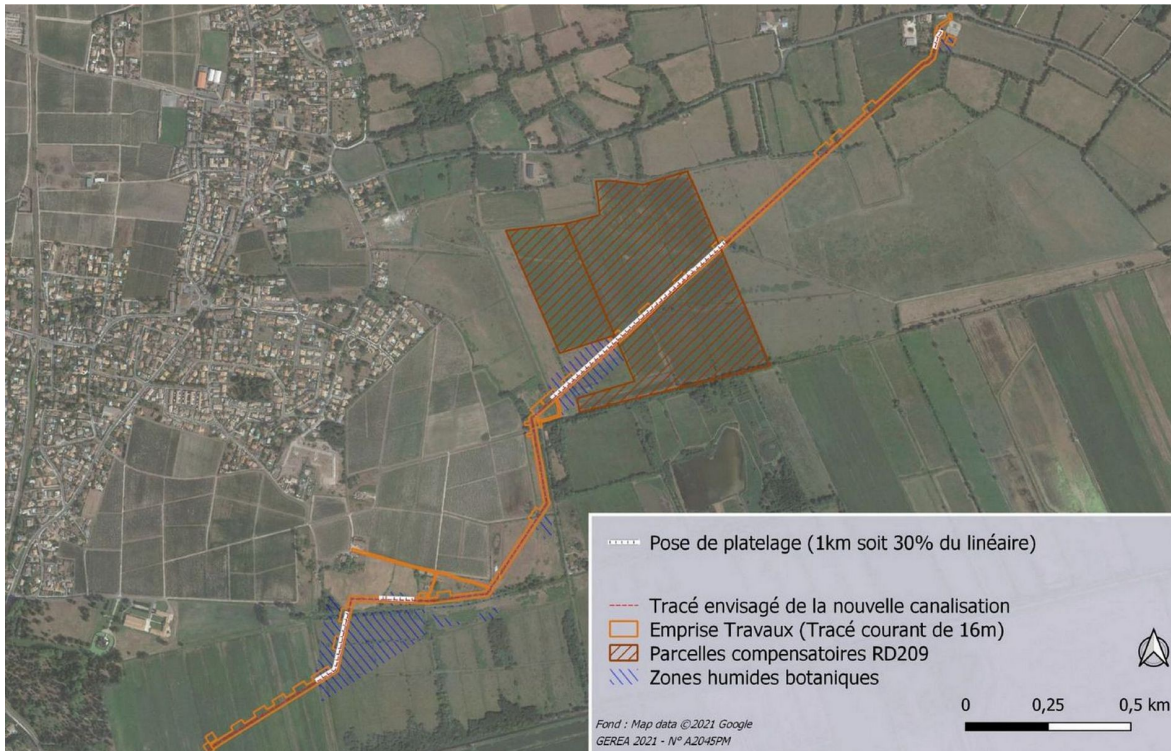 Pose de platelage (1km soit 30% du linéaire)
Tracé envisagé de la nouvelle canalisation
Emprise Travaux (Tracé courant de 16m)
Parcelles compensatoires RD209
Zones humides botaniques
0 0,25 0,5 km
Fond : Map data ©2021 Google
GEREA 2021 - N° A2045PM